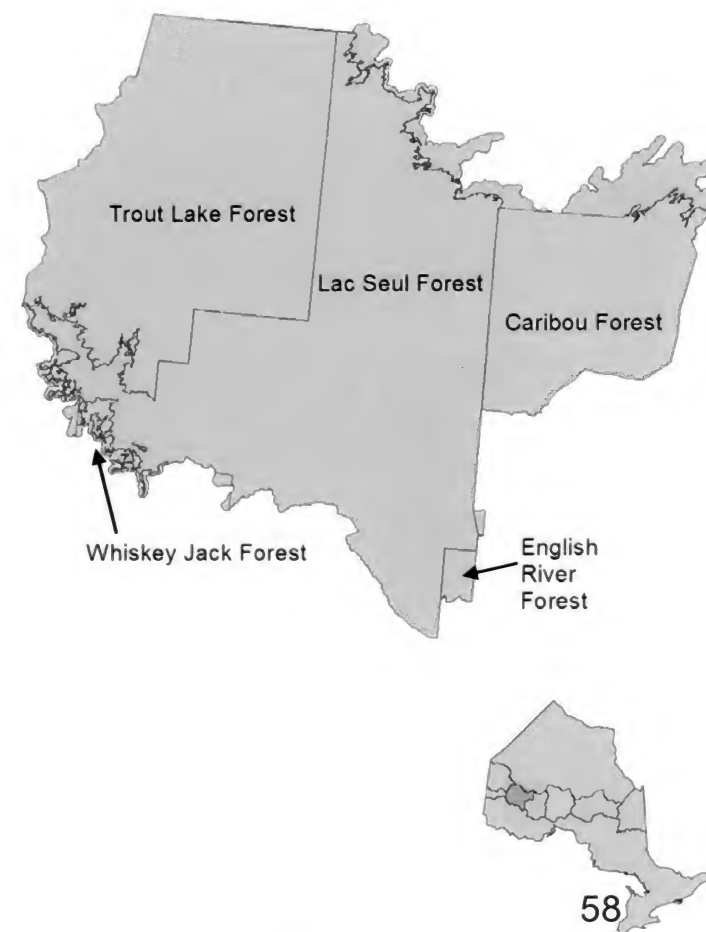 Trout Lake Forest
Lac Seul Forest
Caribou Forest
Whiskey Jack Forest
English
River
Forest
58